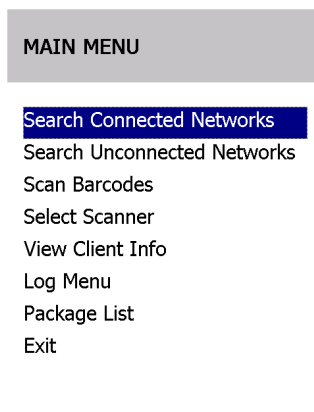 MAIN MENU
Search Connected Networks
Search Unconnected Networks
Scan Barcodes
Select Scanner
View Client Info
Log Menu
Package List
Exit